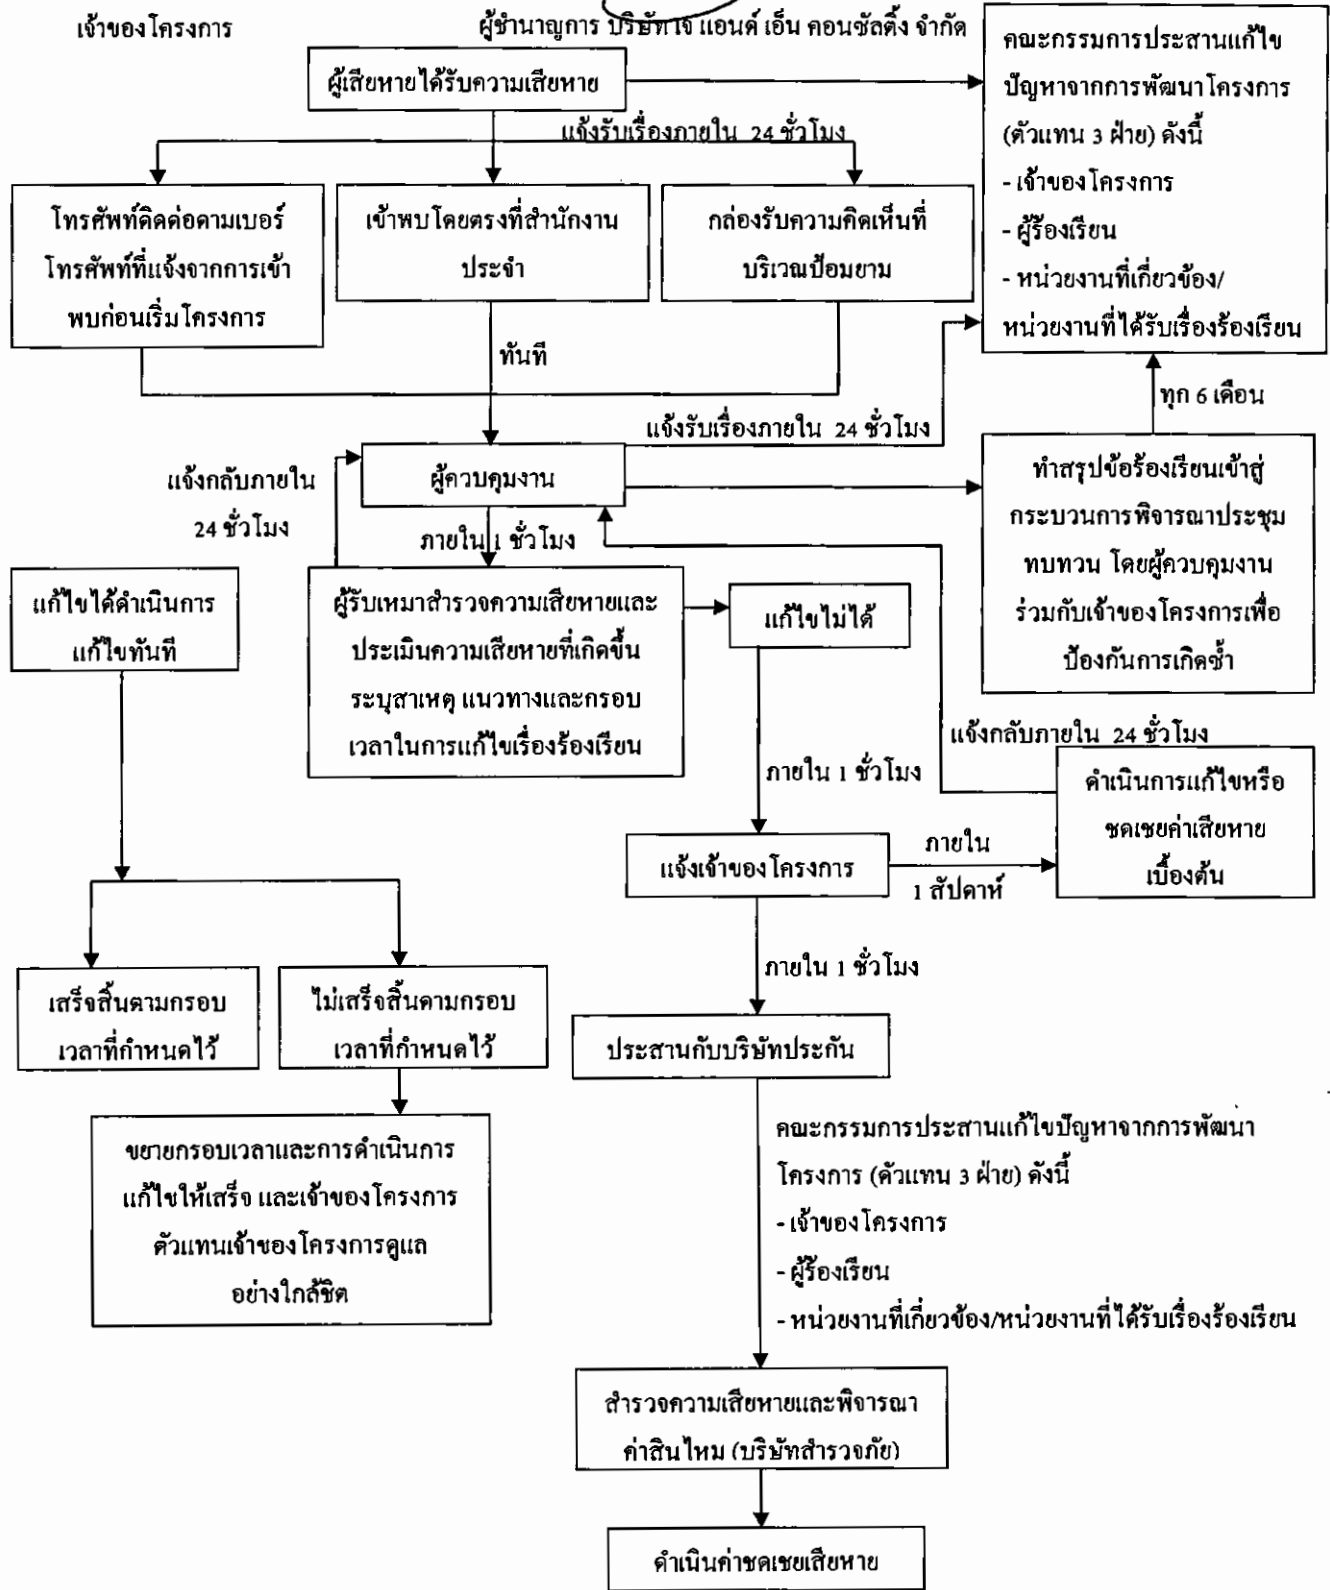 เจ้าของโครงการ
ผู้ชำนาญการ บริษัท เจ แอนด์ เอ็น คอนซัลติ้ง จำกัด
ผู้เสียหายได้รับความเสียหาย
คณะกรรมการประสานแก้ไข
ปัญหาจากการพัฒนาโครงการ
(ตัวแทน 3 ฝ่าย) ดังนี้
- เจ้าของโครงการ
- ผู้ร้องเรียน
- หน่วยงานที่เกี่ยวข้อง/
หน่วยงานที่ได้รับเรื่องร้องเรียน
แจ้งรับเรื่องภายใน 24 ชั่วโมง
โทรศัพท์ติดต่อตามเบอร์
โทรศัพท์ที่แจ้งจากการเข้า
พบก่อนเริ่มโครงการ
เข้าพบโดยตรงที่สำนักงาน
ประจำ
กล่องรับความคิดเห็นที่
บริเวณป้อมยาม
ทันที
ทุก 6 เดือน
แจ้งรับเรื่องภายใน 24 ชั่วโมง
แจ้งกลับภายใน
24 ชั่วโมง
ผู้ควบคุมงาน
ภายใน 1 ชั่วโมง
ทำสรุปข้อร้องเรียนเข้าสู่
กระบวนการพิจารณาประชุม
ทบทวน โดยผู้ควบคุมงาน
ร่วมกับเจ้าของโครงการเพื่อ
ป้องกันการเกิดซ้ำ
แก้ไขได้ดำเนินการ
แก้ไขทันที
ผู้รับเหมาสำรวจความเสียหายและ
ประเมินความเสียหายที่เกิดขึ้น
ระบุสาเหตุ แนวทางและกรอบ
เวลาในการแก้ไขเรื่องร้องเรียน
แก้ไขไม่ได้
แจ้งกลับภายใน 24 ชั่วโมง
ภายใน 1 ชั่วโมง
ดำเนินการแก้ไขหรือ
ชดเชยค่าเสียหาย
เบื้องต้น
แจ้งเจ้าของโครงการ
ภายใน
1 สัปดาห์
ภายใน 1 ชั่วโมง
เสร็จสิ้นตามกรอบ
เวลาที่กำหนดไว้
ไม่เสร็จสิ้นตามกรอบ
เวลาที่กำหนดไว้
ประสานกับบริษัทประกัน
ขยายกรอบเวลาและการดำเนินการ
แก้ไขให้เสร็จ และเจ้าของโครงการ
ตัวแทนเจ้าของโครงการดูแล
อย่างใกล้ชิด
คณะกรรมการประสานแก้ไขปัญหาจากการพัฒนา
โครงการ (ตัวแทน 3 ฝ่าย) ดังนี้
- เจ้าของโครงการ
- ผู้ร้องเรียน
- หน่วยงานที่เกี่ยวข้อง/หน่วยงานที่ได้รับเรื่องร้องเรียน
สำรวจความเสียหายและพิจารณา
ค่าสินไหม (บริษัทสำรวจภัย)
ดำเนินค่าชดเชยเสียหาย